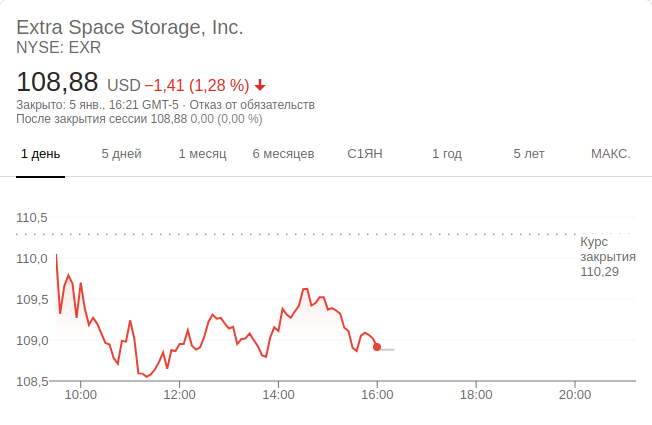 Extra Space Storage, Inc.
NYSE: EXR
108,88 USD −1,41 (1,28 %)
Закрыто: 5 янв., 16:21 GMT-5 · Отказ от обязательств
После закрытия сессии 108,88 0,00 (0,00 %)
1 день 5 дней 1 месяц 6 месяцев С1ЯН 1 год 5 лет МАКС.
110,5
Курс
закрытия
110,29
110,0
109,5
109,0
108,5
10:00 12:00 14:00 16:00 18:00 20:00